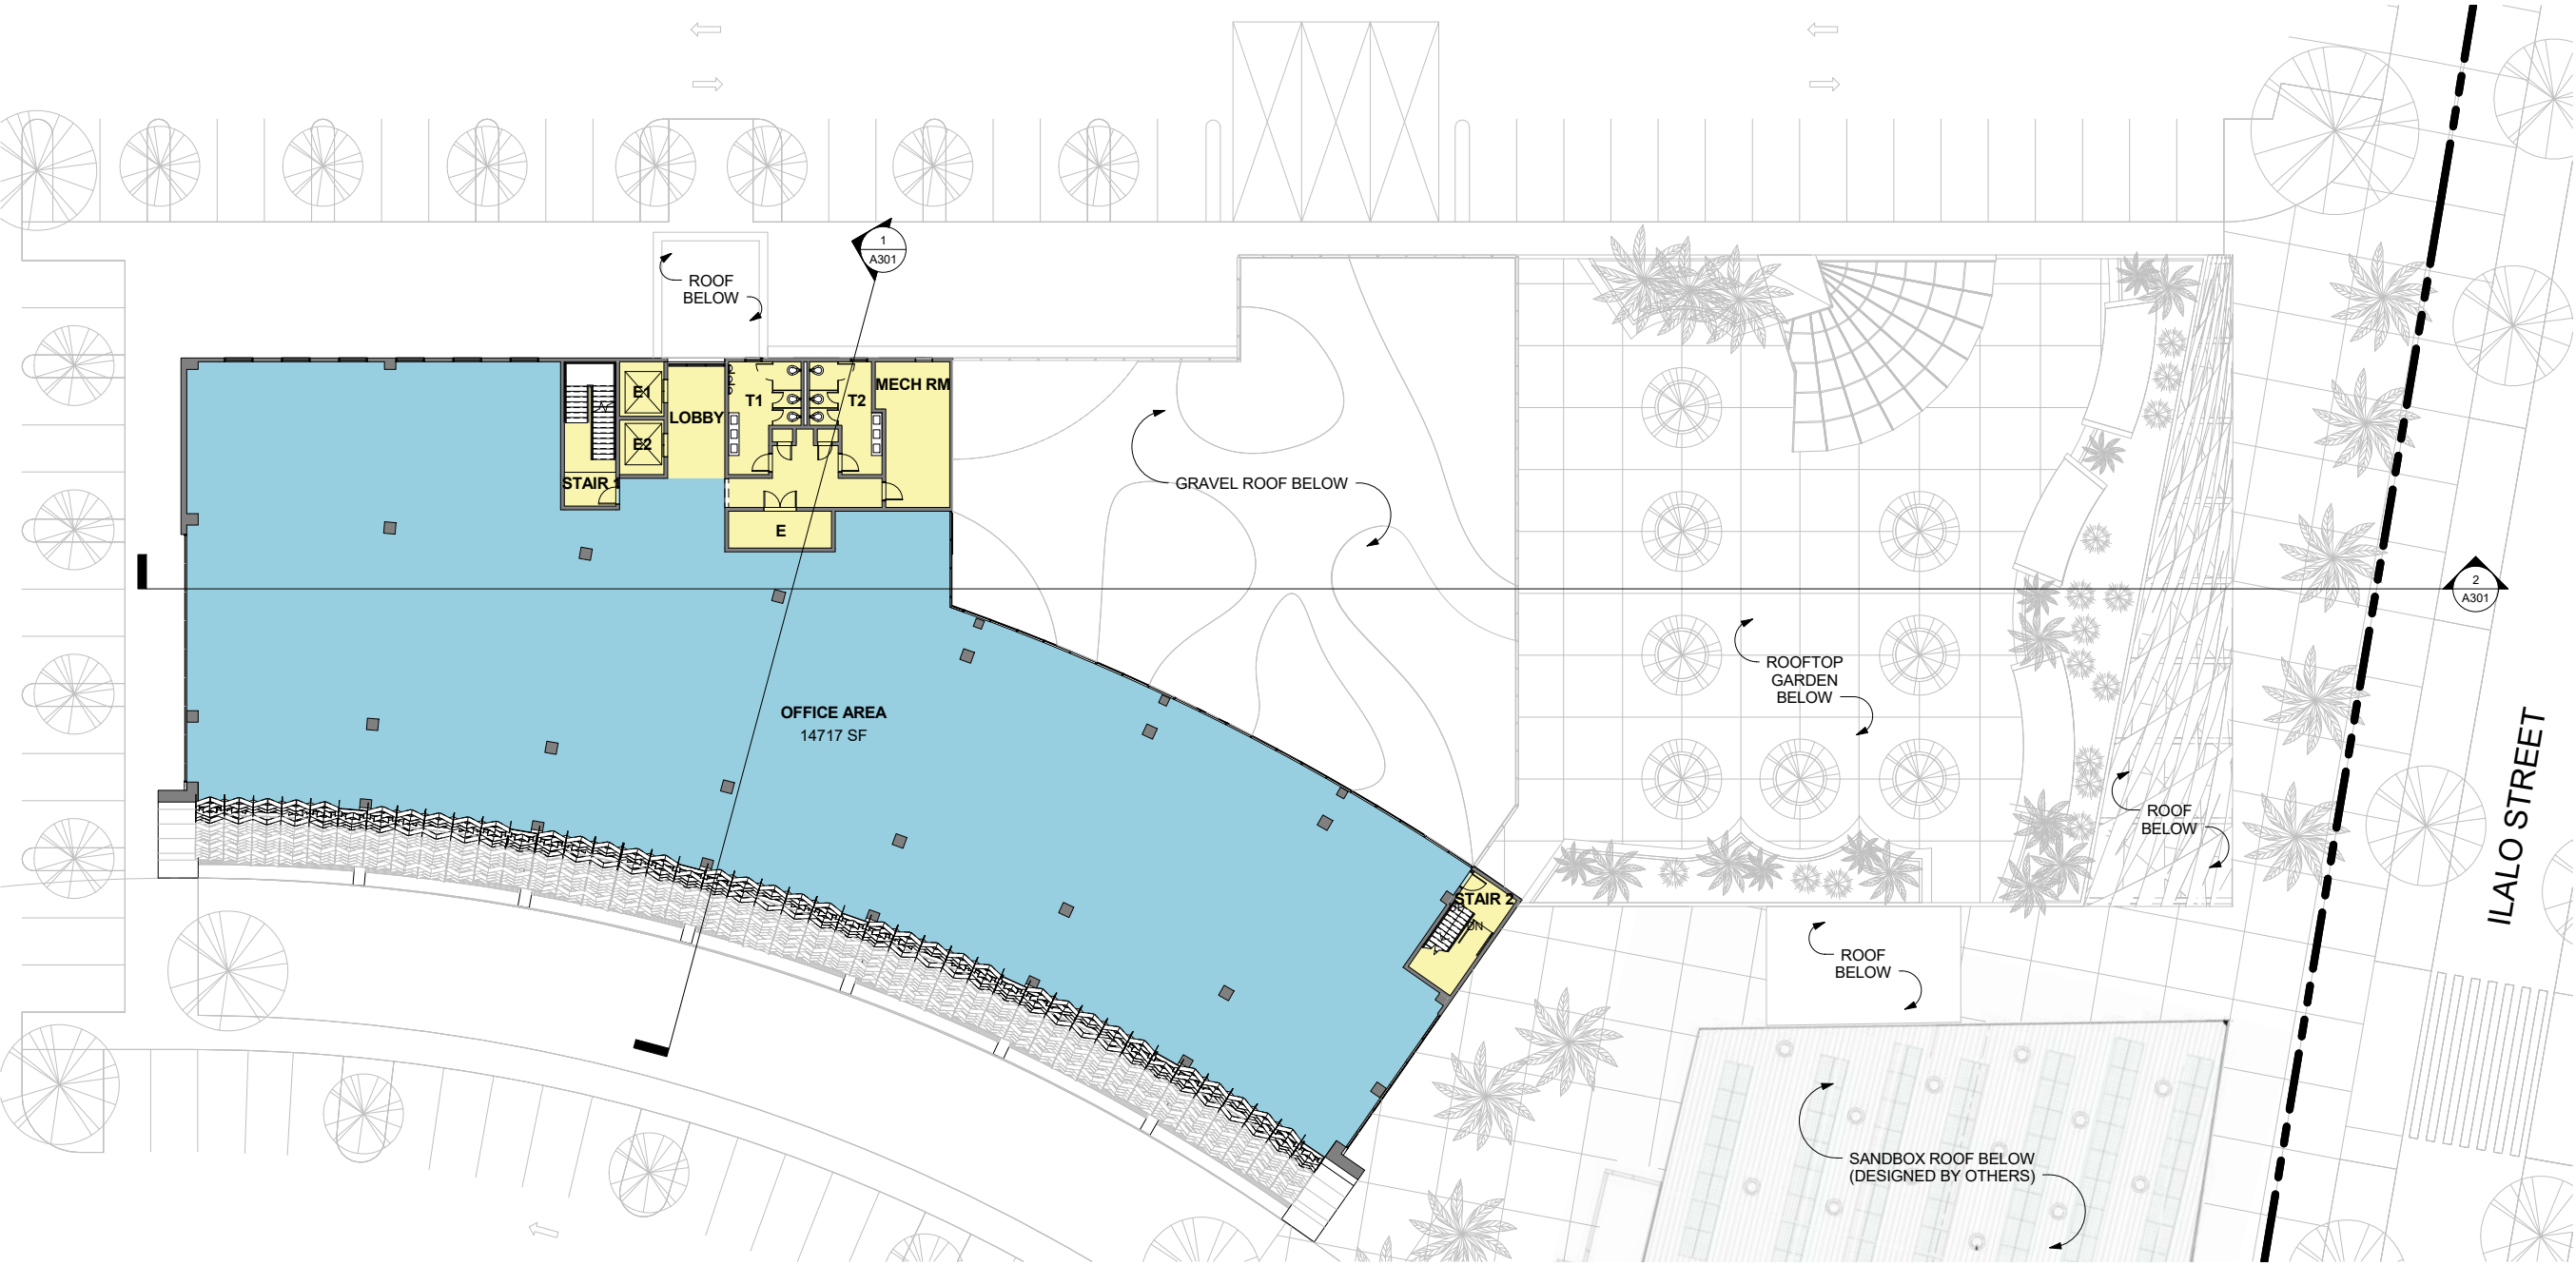 1
A301
ROOF
BELOW
E1
E2
LOBBY
T1
T2
MECH RM
STAIR 1
E
GRAVEL ROOF BELOW
2
A301
ROOFTOP
GARDEN
BELOW
OFFICE AREA
14717 SF
ROOF
BELOW
STAIR 2
DN
ILALO STREET
ROOF
BELOW
SANDBOX ROOF BELOW
(DESIGNED BY OTHERS)